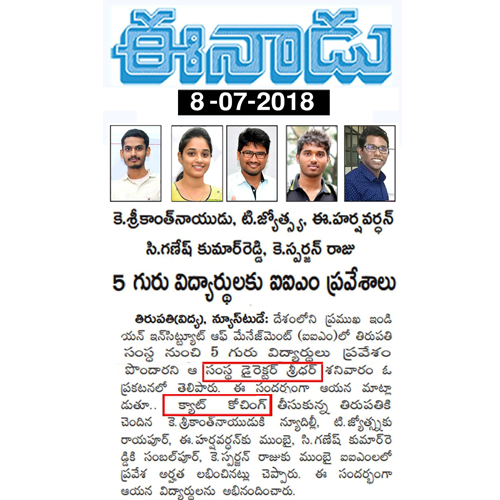 ఈనాడు
8-07-2018
కె.శ్రీకాంత్‌నాయుడు, టి.జ్యోత్స్న, ఈ.హర్షవర్ధన్
సి.గణేష్ కుమార్‌రెడ్డి, కె.స్పర్జన్ రాజు
5 గురు విద్యార్థులకు ఐఐఎం ప్రవేశాలు
తిరుపతి(విద్య), న్యూస్‌టుడే: దేశంలోని ప్రముఖ ఇండి
యన్ ఇన్‌స్టిట్యూట్ ఆఫ్ మేనేజ్‌మెంట్ (ఐఐఎం)లో తిరుపతి
సంస్థ నుంచి 5 గురు విద్యార్థులు ప్రవేశం
పొందారని ఆ సంస్థ డైరెక్టర్ శ్రీధర్ శనివారం ఓ
ప్రకటనలో తెలిపారు. ఈ సందర్భంగా ఆయన మాట్లా
డుతూ.. క్యాట్ కోచింగ్ తీసుకున్న తిరుపతికి
చెందిన కె.శ్రీకాంత్‌నాయుడుకి న్యూఢిల్లీ, టి.జ్యోత్స్నకు
రాయపూర్, ఈ.హర్షవర్ధన్‌కు ముంబై, సి.గణేష్ కుమార్‌రె
డ్డికి సంబల్‌పూర్, కె.స్పర్జన్ రాజుకు ముంబై ఐఐఎంలలో
ప్రవేశ అర్హత లభించినట్లు చెప్పారు. ఈ సందర్భంగా
ఆయన విద్యార్థులను అభినందించారు.